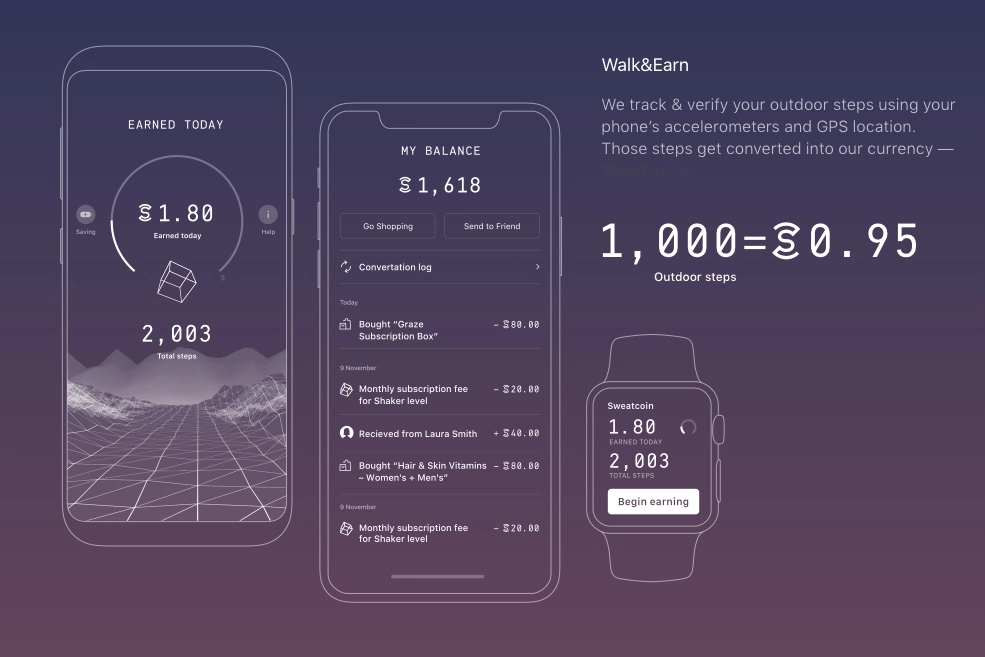 EARNED TODAY
1.80
Earned today
Saving
Help
5
2,003
Total steps
MY BALANCE
1,618
Go Shopping
Send to Friend
Convertation log
Today
Bought “Graze
Subscription Box”
– 80.00
9 November
Monthly subscription fee
for Shaker level
– 20.00
Recieved from Laura Smith
+ 40.00
Bought “Hair & Skin Vitamins
– Women's + Men's”
– 80.00
9 November
Monthly subscription fee
for Shaker level
– 20.00
Walk&Earn
We track & verify your outdoor steps using your
phone’s accelerometers and GPS location.
Those steps get converted into our currency —
Sweatcoin.
1,000=0.95
Outdoor steps
Sweatcoin
1.80
EARNED TODAY
2,003
TOTAL STEPS
Begin earning